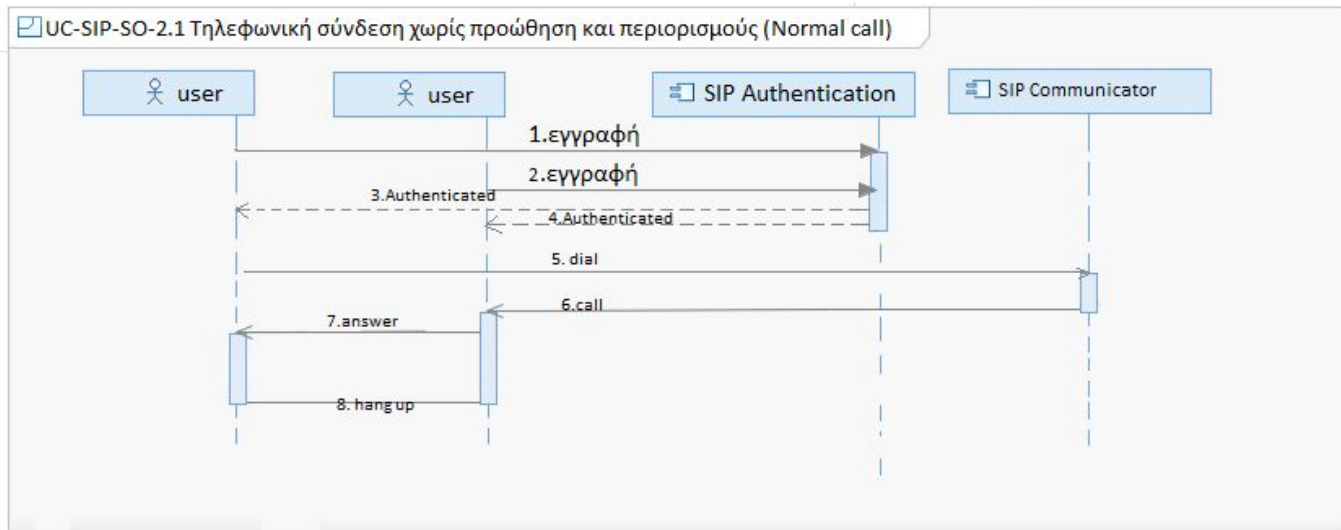 UC-SIP-SO-2.1 Τηλεφωνική σύνδεση χωρίς προώθηση και περιορισμούς (Normal call)
user
user
SIP Authentication
SIP Communicator
1.εγγραφή
2.εγγραφή
3.Authenticated
4.Authenticated
5. dial
6.call
7.answer
8. hang up